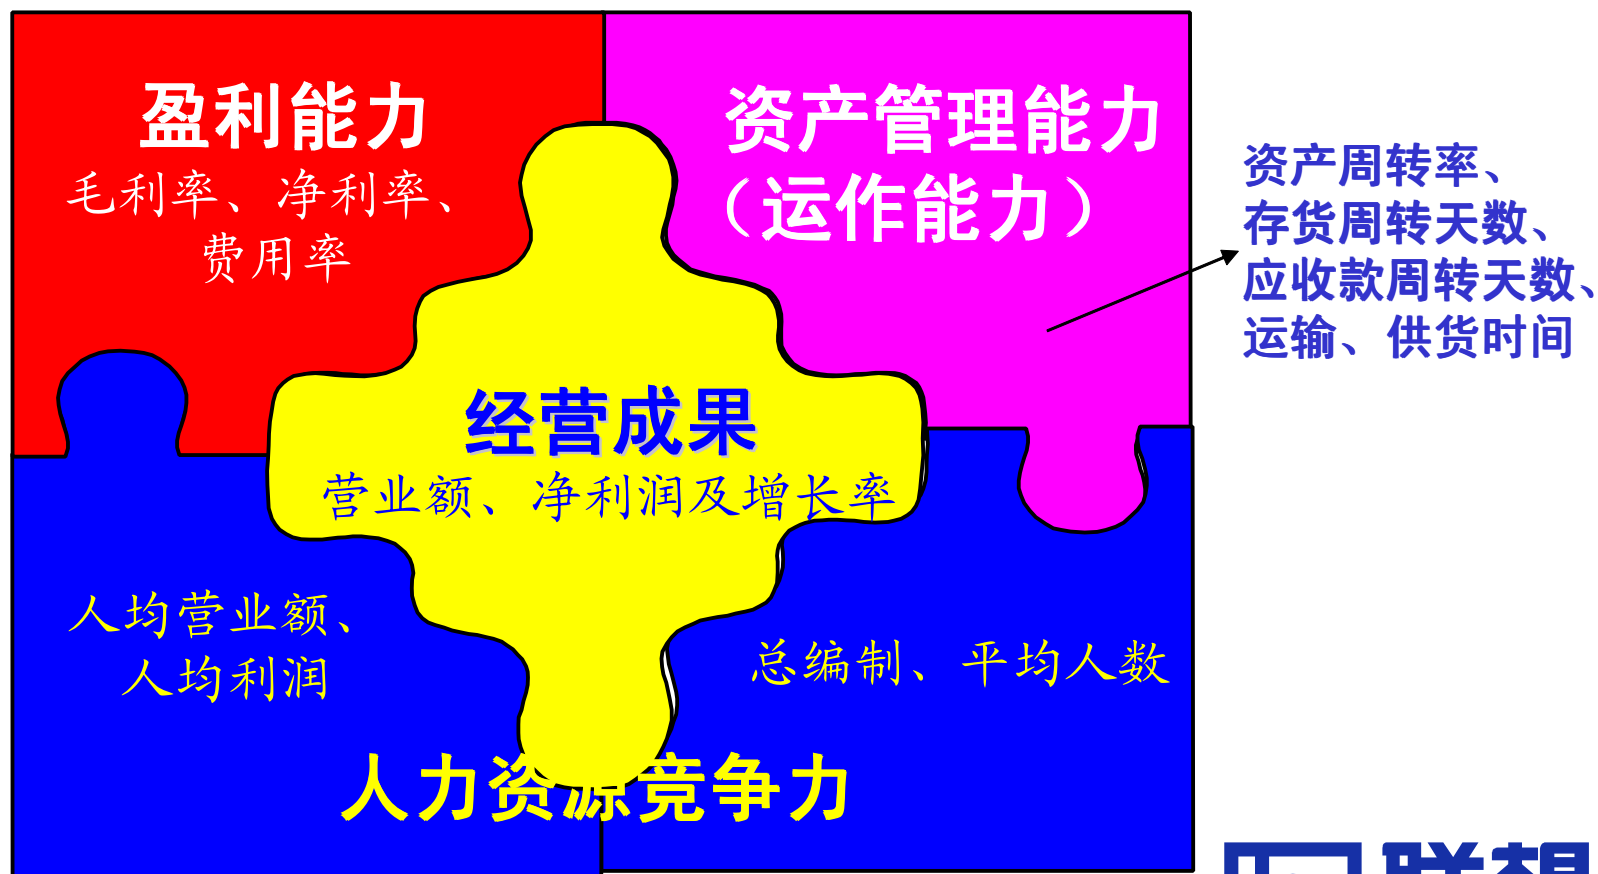 盈利能力
毛利率、净利率、
费用率
资产管理能力
（运作能力）
资产周转率、
存货周转天数、
应收款周转天数、
运输、供货时间
经营成果
营业额、净利润及增长率
人均营业额、
人均利润
总编制、平均人数
人力资源竞争力
联想